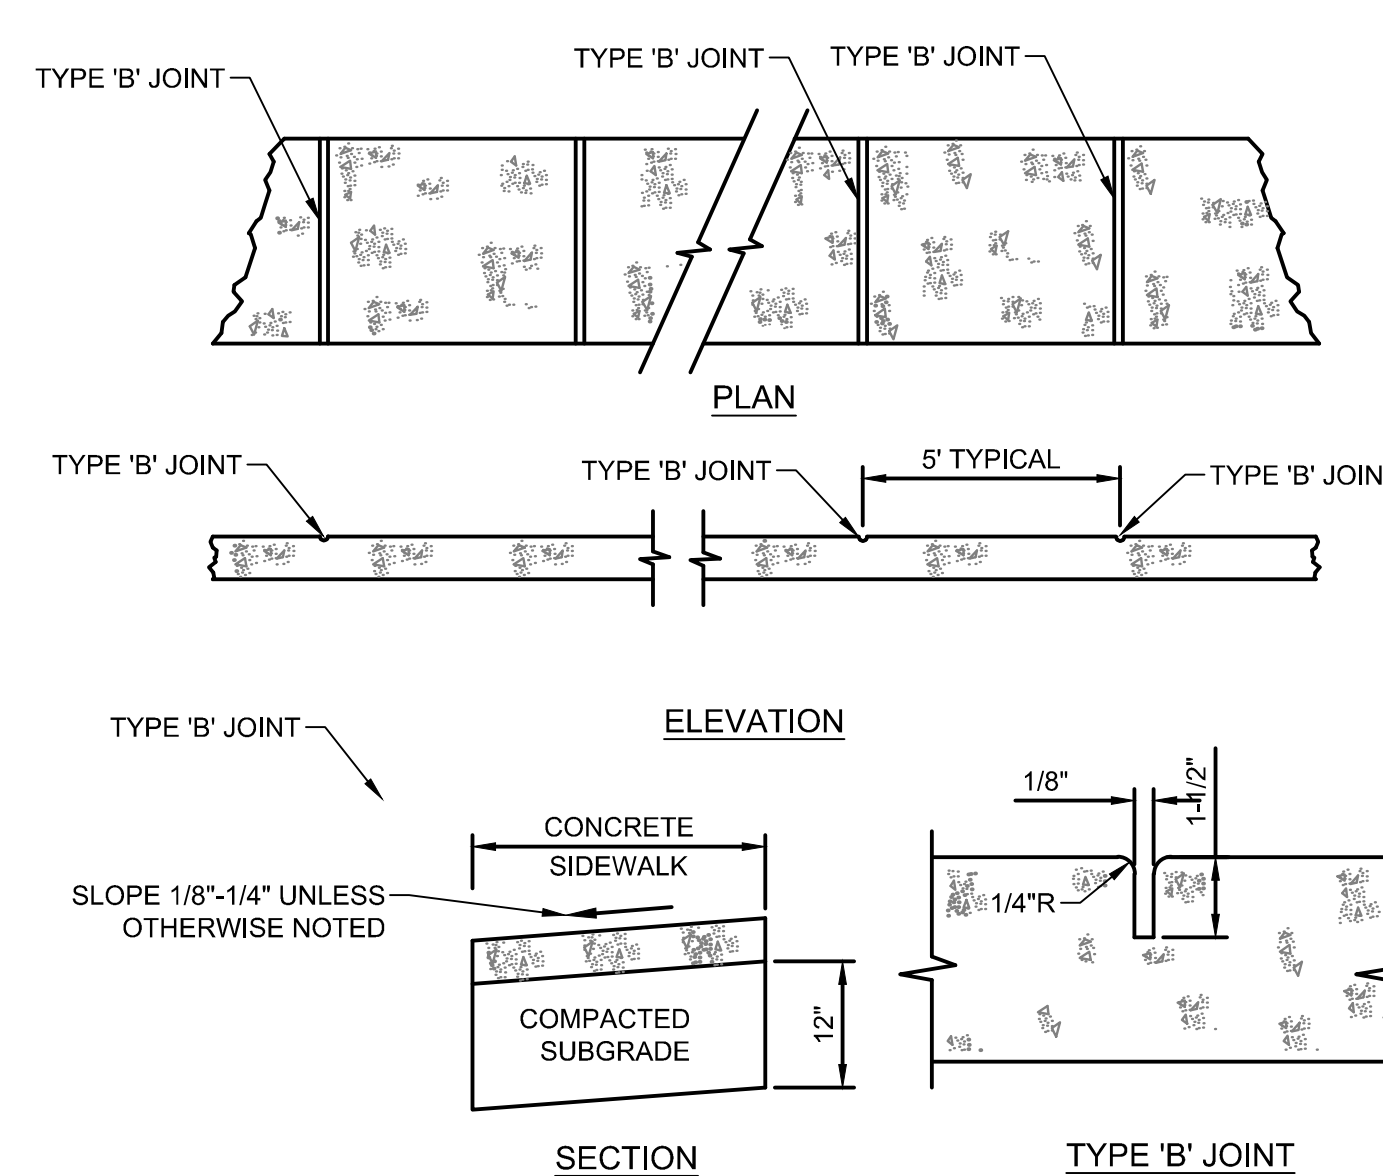 TYPE 'B' JOINT
TYPE 'B' JOINT
TYPE 'B' JOINT
PLAN
TYPE 'B' JOINT
TYPE 'B' JOINT
5' TYPICAL
TYPE 'B' JOIN
ELEVATION
TYPE 'B' JOINT
CONCRETE
SIDEWALK
SLOPE 1/8"-1/4" UNLESS
OTHERWISE NOTED
COMPACTED
SUBGRADE
12"
SECTION
1/8"
1-1/2"
1/4"R
TYPE 'B' JOINT